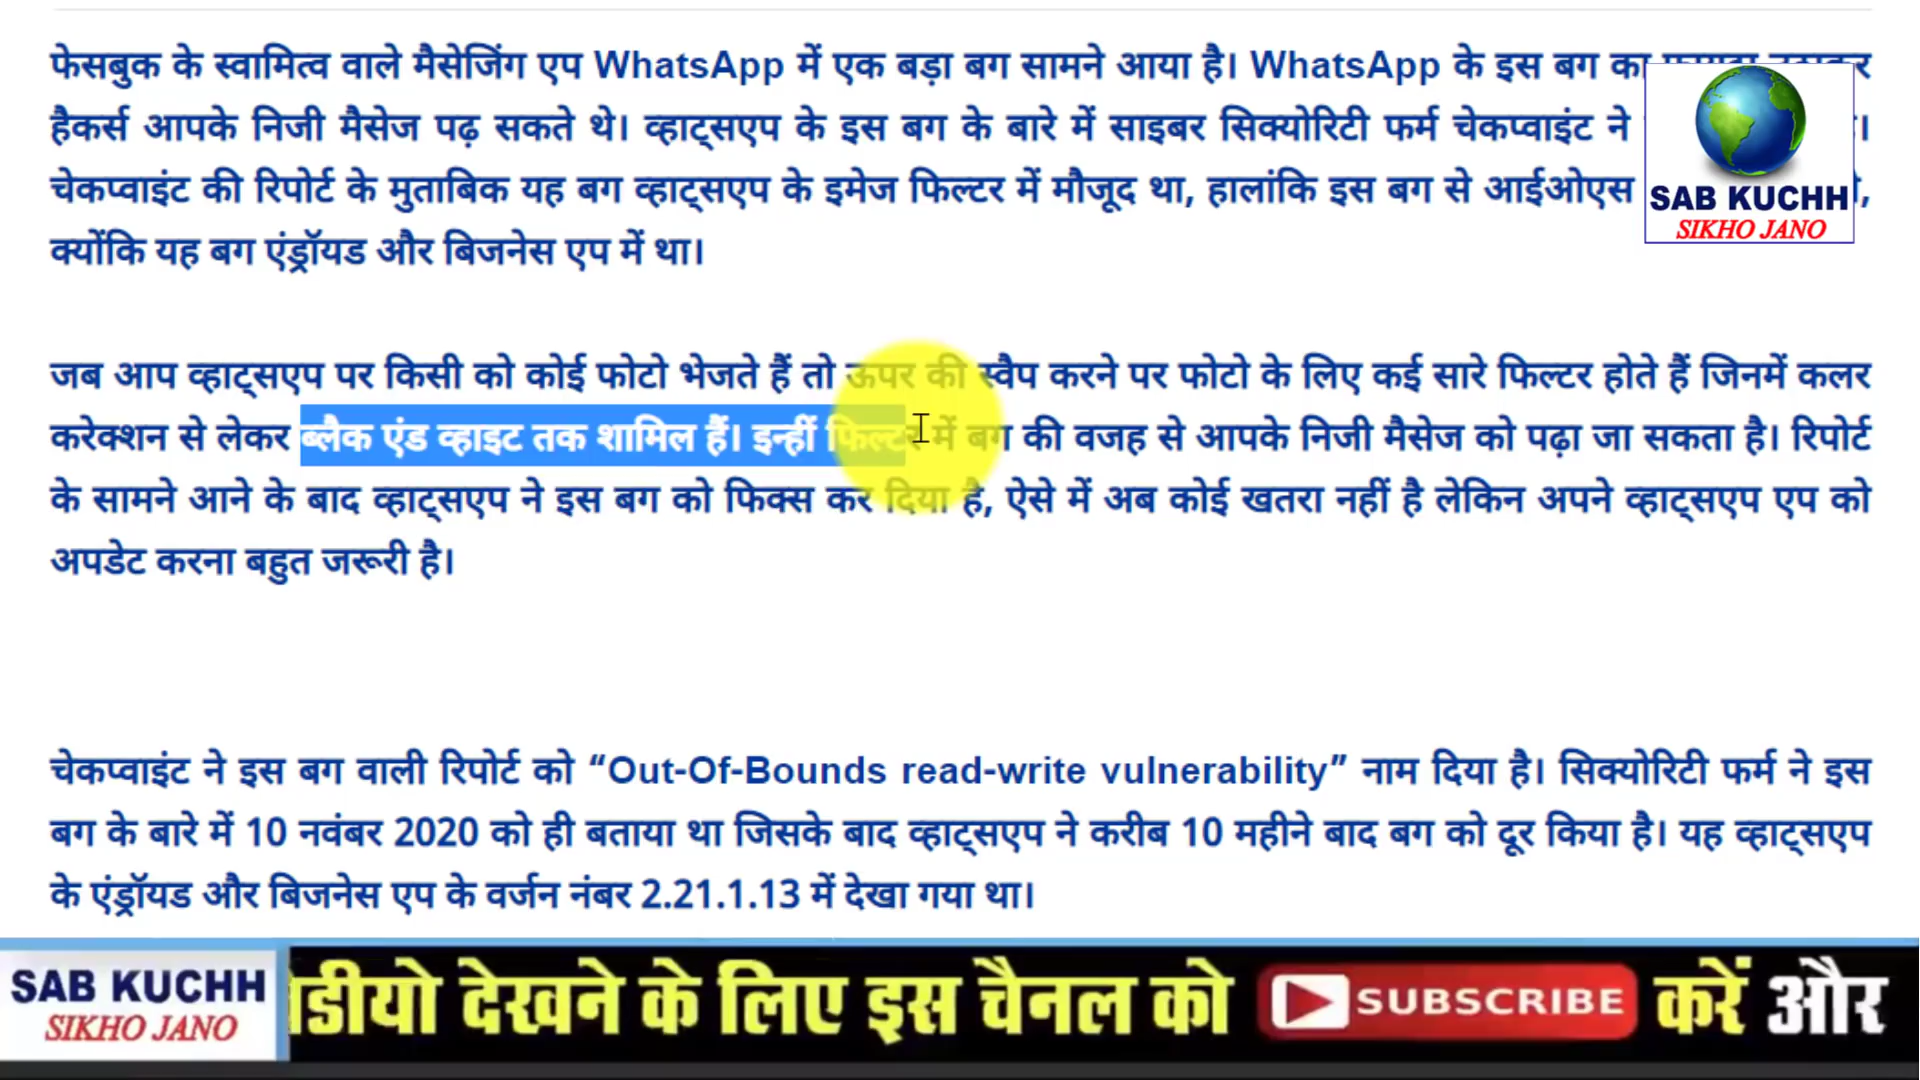 फेसबुक के स्वामित्व वाले मैसेजिंग एप WhatsApp में एक बड़ा बग सामने आया है। WhatsApp के इस बग का
हैकर्स आपके निजी मैसेज पढ़ सकते थे। व्हाट्सएप के इस बग के बारे में साइबर सिक्योरिटी फर्म चेकप्वाइंट ने
चेकप्वाइंट की रिपोर्ट के मुताबिक यह बग व्हाट्सएप के इमेज फिल्टर में मौजूद था, हालांकि इस बग से आईओएस
क्योंकि यह बग एंड्रॉयड और बिजनेस एप में था।
SAB KUCHH
SIKHO JANO
जब आप व्हाट्सएप पर किसी को कोई फोटो भेजते हैं तो ऊपर की स्वैप करने पर फोटो के लिए कई सारे फिल्टर होते हैं जिनमें कलर
करेक्शन से लेकर ब्लैक एंड व्हाइट तक शामिल हैं। इन्हीं फिल्टर में बग की वजह से आपके निजी मैसेज को पढ़ा जा सकता है। रिपोर्ट
के सामने आने के बाद व्हाट्सएप ने इस बग को फिक्स कर दिया है, ऐसे में अब कोई खतरा नहीं है लेकिन अपने व्हाट्सएप एप को
अपडेट करना बहुत जरूरी है।
चेकप्वाइंट ने इस बग वाली रिपोर्ट को “Out-Of-Bounds read-write vulnerability” नाम दिया है। सिक्योरिटी फर्म ने इस
बग के बारे में 10 नवंबर 2020 को ही बताया था जिसके बाद व्हाट्सएप ने करीब 10 महीने बाद बग को दूर किया है। यह व्हाट्सएप
के एंड्रॉयड और बिजनेस एप के वर्जन नंबर 2.21.1.13 में देखा गया था।
SAB KUCHH
SIKHO JANO
देखने के लिए इस चैनल को SUBSCRIBE करें और